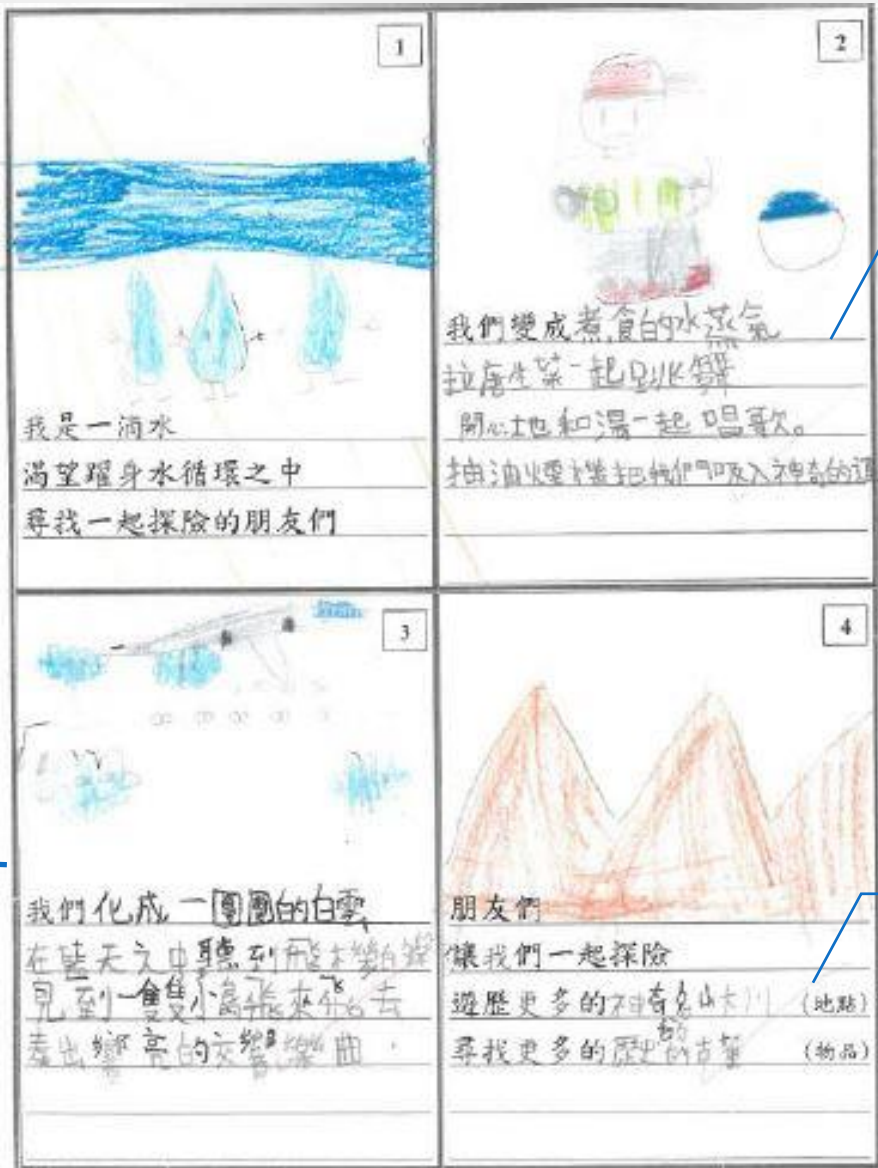 1
我是一滴水
渴望躍身水循環之中
尋找一起探險的朋友們
2
我們變成煮食的水蒸氣
拉唐生菜一起跳舞
開心地和湯一起唱歌。
抽油煙機把我們吸入神奇的
3
我們化成一團團的白雲,
在藍天之中聽到飛機的響
見到一隻隻小鳥飛來飛去
奏出響亮的交響樂曲.
4
朋友們
讓我們一起探險
遊歷更多的神奇名山大川 (地點)
尋找更多的歷史的古董 (物品)